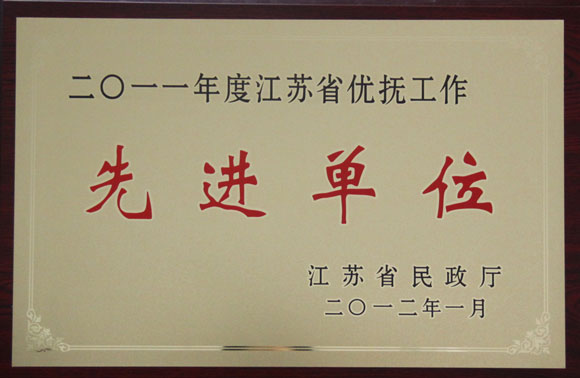 二〇一一年度江苏省优抚工作
先进单位
江苏省民政厅
二〇一二年一月